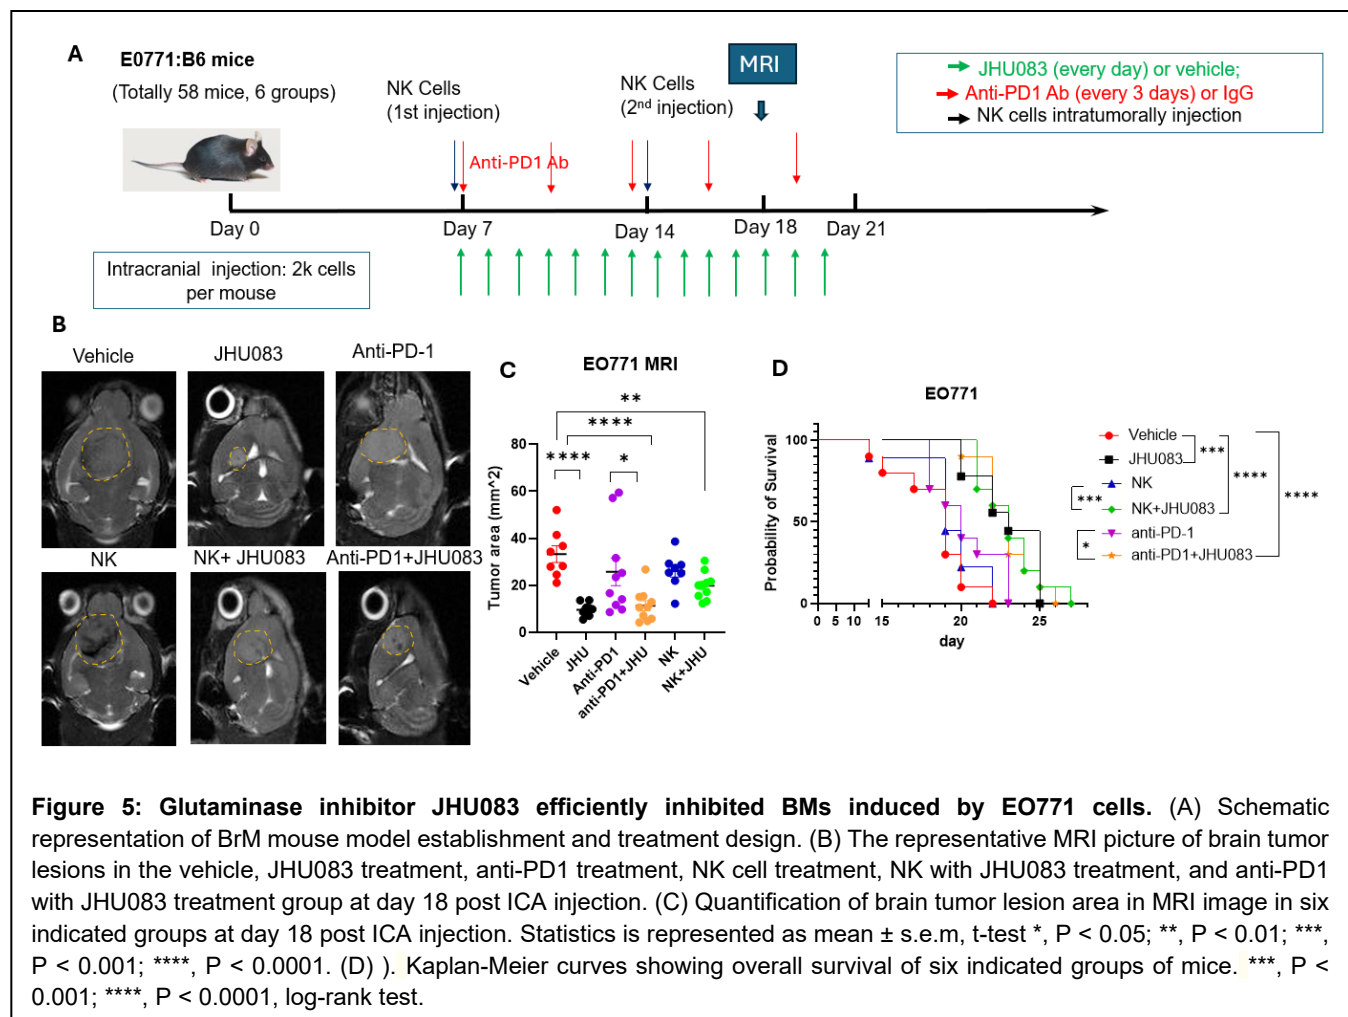 A
E0771:B6 mice
(Totally 58 mice, 6 groups)
NK Cells
(1st injection)
NK Cells
(2nd injection)
MRI
JHU083 (every day) or vehicle;
Anti-PD1 Ab (every 3 days) or IgG
NK cells intratumorally injection
Anti-PD1 Ab
Day 0
Day 7
Day 14
Day 18
Day 21
Intracranial injection: 2k cells
per mouse
B
Vehicle
JHU083
Anti-PD-1
NK
NK+ JHU083
Anti-PD1+JHU083
C
EO771 MRI
**
****
****
*
Tumor area (mm^2)
80
60
40
20
0
Vehicle
JHU
Anti-PD1
anti-PD1+JHU
NK
NK+JHU
D
EO771
Probability of Survival
100
50
0
0 5 10 15 20 25
day
Vehicle
JHU083
NK
NK+JHU083
anti-PD-1
anti-PD1+JHU083
***
****
****
***
*
Figure 5: Glutaminase inhibitor JHU083 efficiently inhibited BMs induced by EO771 cells. (A) Schematic
representation of BrM mouse model establishment and treatment design. (B) The representative MRI picture of brain tumor
lesions in the vehicle, JHU083 treatment, anti-PD1 treatment, NK cell treatment, NK with JHU083 treatment, and anti-PD1
with JHU083 treatment group at day 18 post ICA injection. (C) Quantification of brain tumor lesion area in MRI image in six
indicated groups at day 18 post ICA injection. Statistics is represented as mean ± s.e.m, t-test *, P < 0.05; **, P < 0.01; ***,
P < 0.001; ****, P < 0.0001. (D) ). Kaplan-Meier curves showing overall survival of six indicated groups of mice. ***, P <
0.001; ****, P < 0.0001, log-rank test.